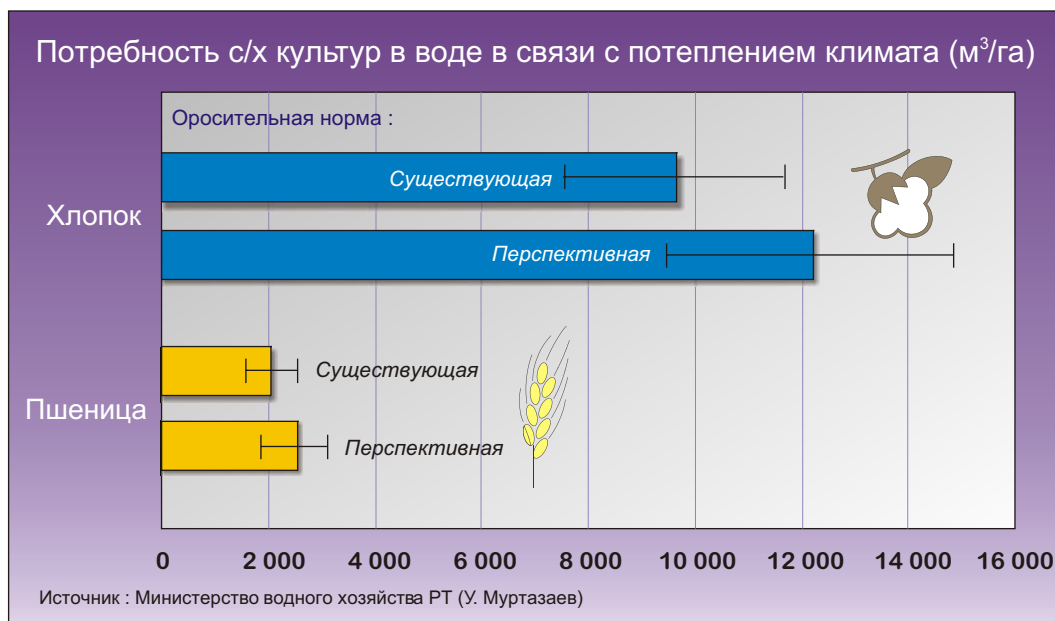 Потребность с/х культур в воде в связи с потеплением климата (м³/га)
Оросительная норма :
Существующая
Хлопок
Перспективная
Существующая
Пшеница
Перспективная
0 2 000 4 000 6 000 8 000 10 000 12 000 14 000 16 000
Источник : Министерство водного хозяйства РТ (У. Муртазаев)